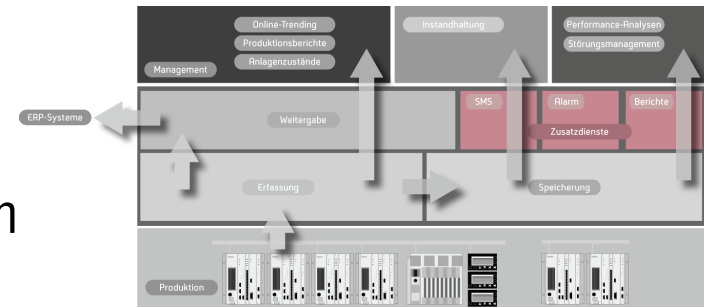 Online-Trending
Produktionsberichte
Anlagenzustände
Management
Instandhaltung
Performance-Analysen
Störungsmanagement
ERP-Systeme
Weitergabe
SMS
Alarm
Berichte
Zusatzdienste
Erfassung
Speicherung
n
Produktion